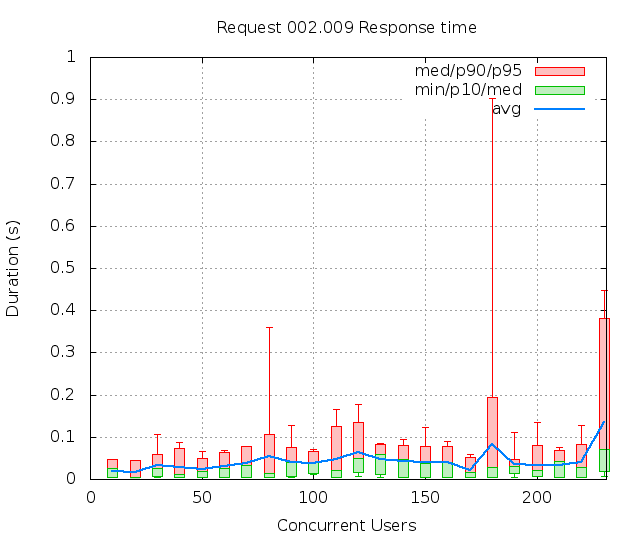 Request 002.009 Response time
med/p90/p95
min/p10/med
avg
1
0.9
0.8
0.7
0.6
0.5
0.4
0.3
0.2
0.1
0
0 50 100 150 200
Duration (s)
Concurrent Users